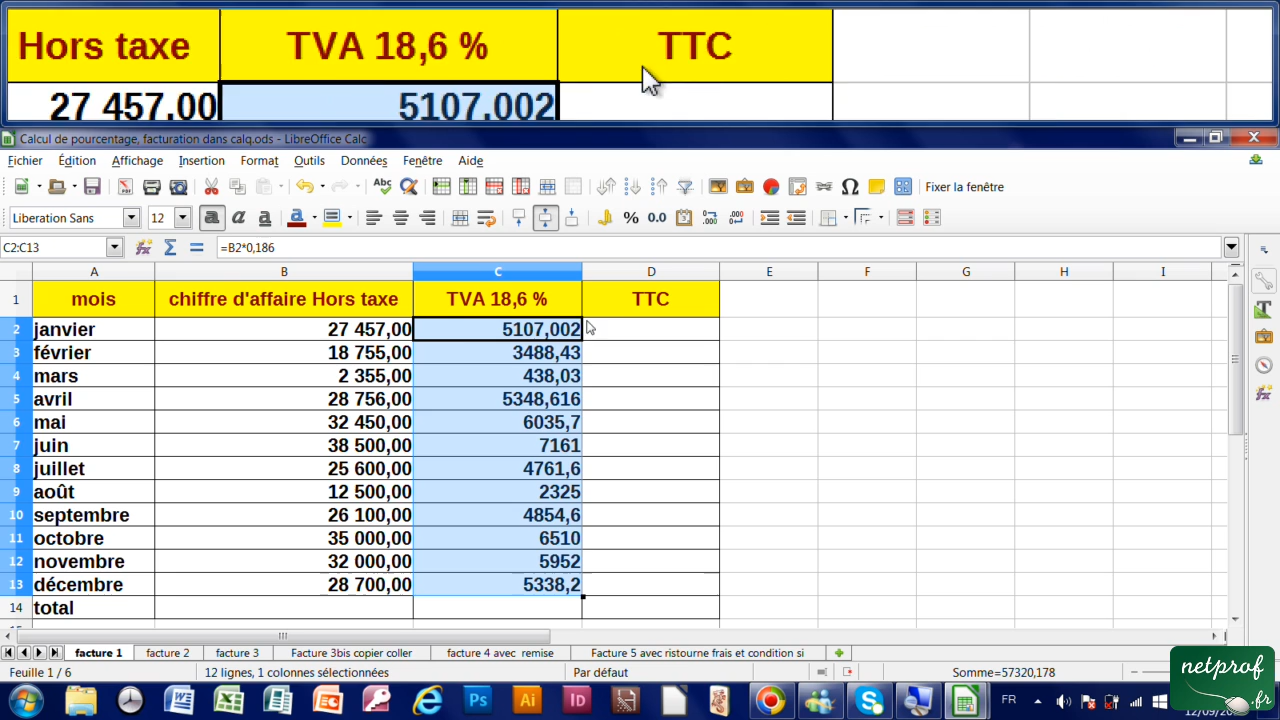 Hors taxe TVA 18,6 % TTC
27 457,00 5107,002
Calcul de pourcentage, facturation dans calq.ods - LibreOffice Calc
Fichier Édition Affichage Insertion Format Outils Données Fenêtre Aide
Fixer la fenêtre
Liberation Sans 12
C2:C13 =B2*0,186
A B C D E F G H I
1 mois chiffre d'affaire Hors taxe TVA 18,6 % TTC
2 janvier 27 457,00 5107,002
3 février 18 755,00 3488,43
4 mars 2 355,00 438,03
5 avril 28 756,00 5348,616
6 mai 32 450,00 6035,7
7 juin 38 500,00 7161
8 juillet 25 600,00 4761,6
9 août 12 500,00 2325
10 septembre 26 100,00 4854,6
11 octobre 35 000,00 6510
12 novembre 32 000,00 5952
13 décembre 28 700,00 5338,2
14 total
facture 1 facture 2 facture 3 Facture 3bis copier coller facture 4 avec remise Facture 5 avec ristourne frais et condition si
Feuille 1 / 6 12 lignes, 1 colonnes sélectionnées Par défaut Somme=57320,178
netprof
.fr
Ps Ai Id FR